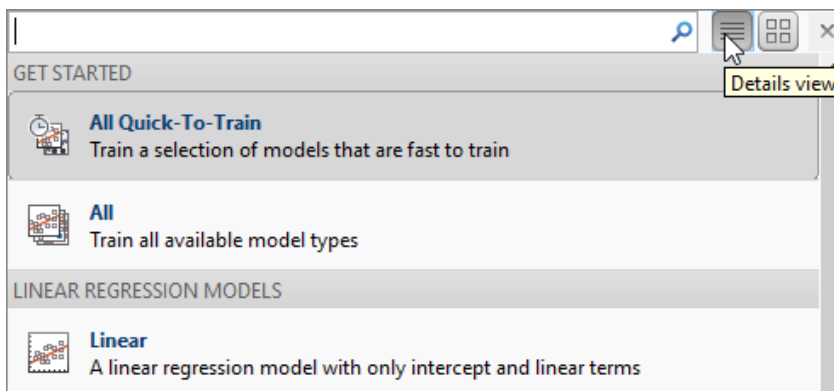 GET STARTED
Details view
All Quick-To-Train
Train a selection of models that are fast to train
All
Train all available model types
LINEAR REGRESSION MODELS
Linear
A linear regression model with only intercept and linear terms